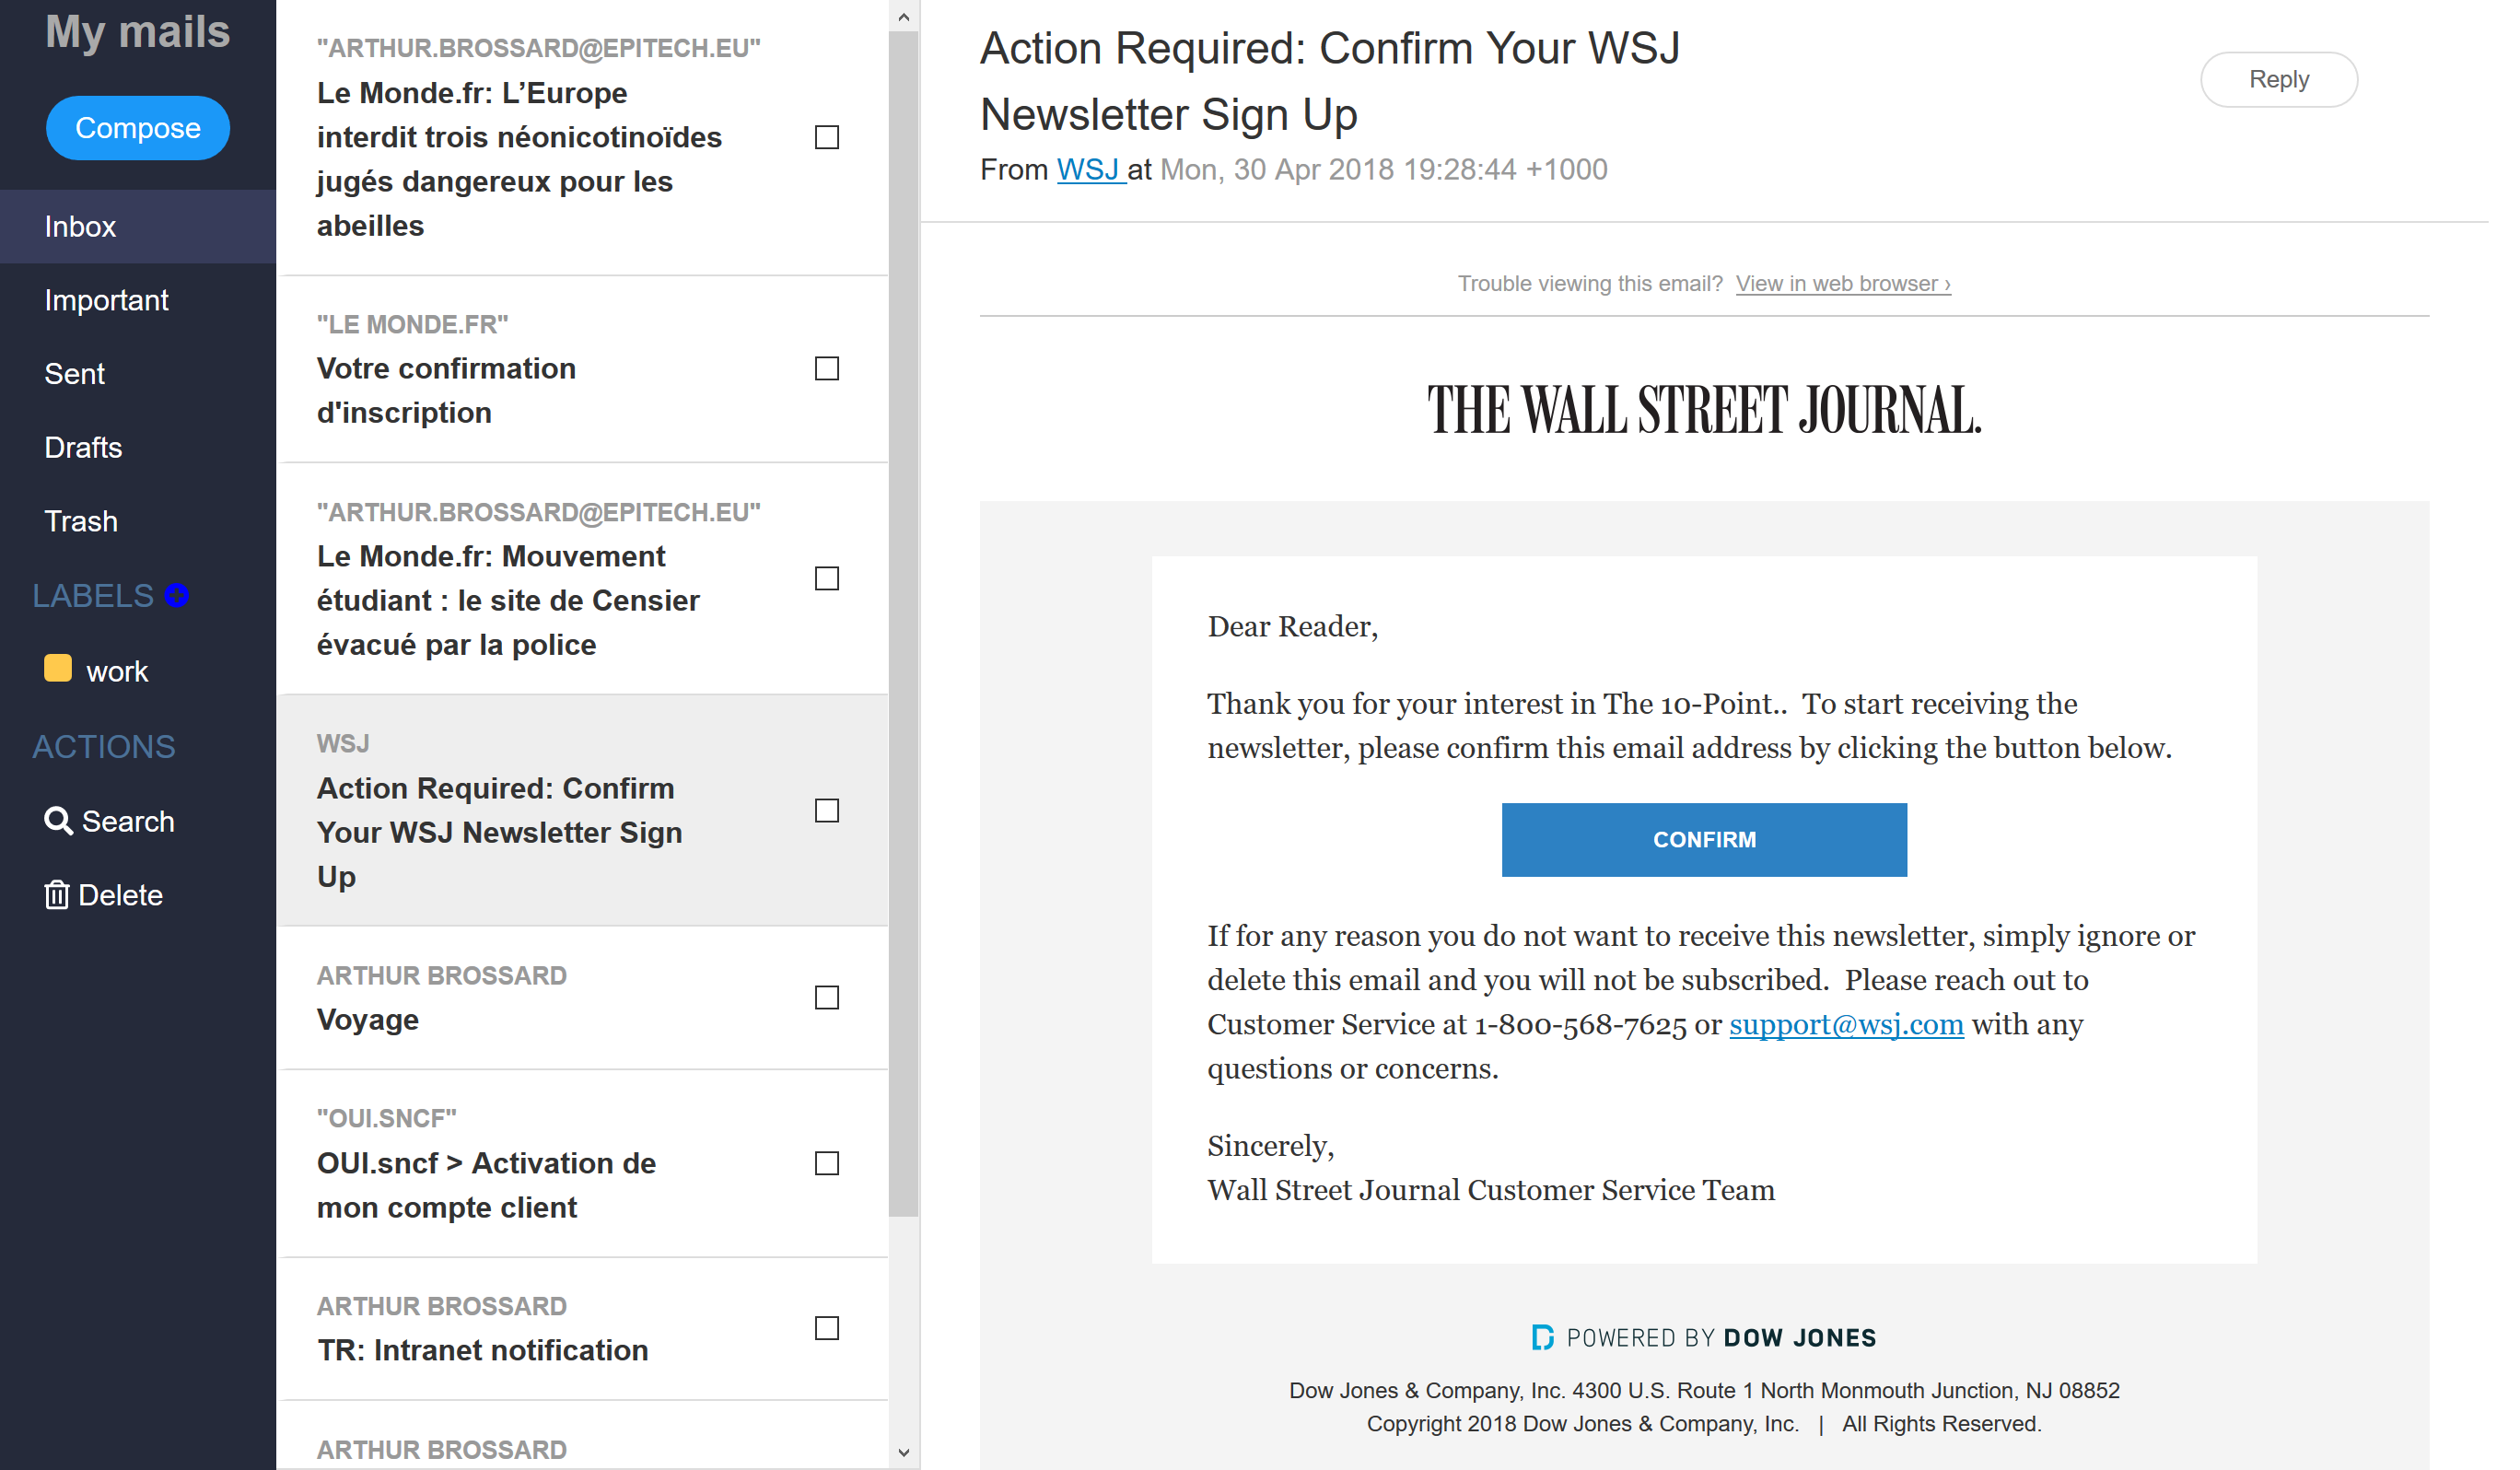 My mails
Compose
Inbox
Important
Sent
Drafts
Trash
LABELS
work
ACTIONS
Search
Delete
"ARTHUR.BROSSARD@EPITECH.EU"
Le Monde.fr: L’Europe
interdit trois néonicotinoïdes
jugés dangereux pour les
abeilles
"LE MONDE.FR"
Votre confirmation
d'inscription
"ARTHUR.BROSSARD@EPITECH.EU"
Le Monde.fr: Mouvement
étudiant : le site de Censier
évacué par la police
WSJ
Action Required: Confirm
Your WSJ Newsletter Sign
Up
ARTHUR BROSSARD
Voyage
"OUI.SNCF"
OUI.sncf > Activation de
mon compte client
ARTHUR BROSSARD
TR: Intranet notification
ARTHUR BROSSARD
Action Required: Confirm Your WSJ
Newsletter Sign Up
Reply
From WSJ at Mon, 30 Apr 2018 19:28:44 +1000
Trouble viewing this email? View in web browser ›
THE WALL STREET JOURNAL.
Dear Reader,
Thank you for your interest in The 10-Point.. To start receiving the
newsletter, please confirm this email address by clicking the button below.
CONFIRM
If for any reason you do not want to receive this newsletter, simply ignore or
delete this email and you will not be subscribed. Please reach out to
Customer Service at 1-800-568-7625 or support@wsj.com with any
questions or concerns.
Sincerely,
Wall Street Journal Customer Service Team
POWERED BY DOW JONES
Dow Jones & Company, Inc. 4300 U.S. Route 1 North Monmouth Junction, NJ 08852
Copyright 2018 Dow Jones & Company, Inc. | All Rights Reserved.